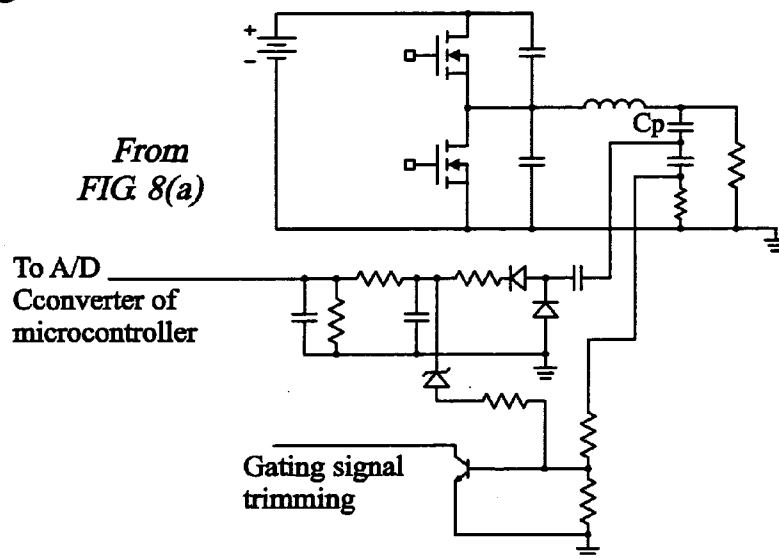 +
-
Cp
From
FIG. 8(a)
To A/D
Cconverter of
microcontroller
Gating signal
trimming